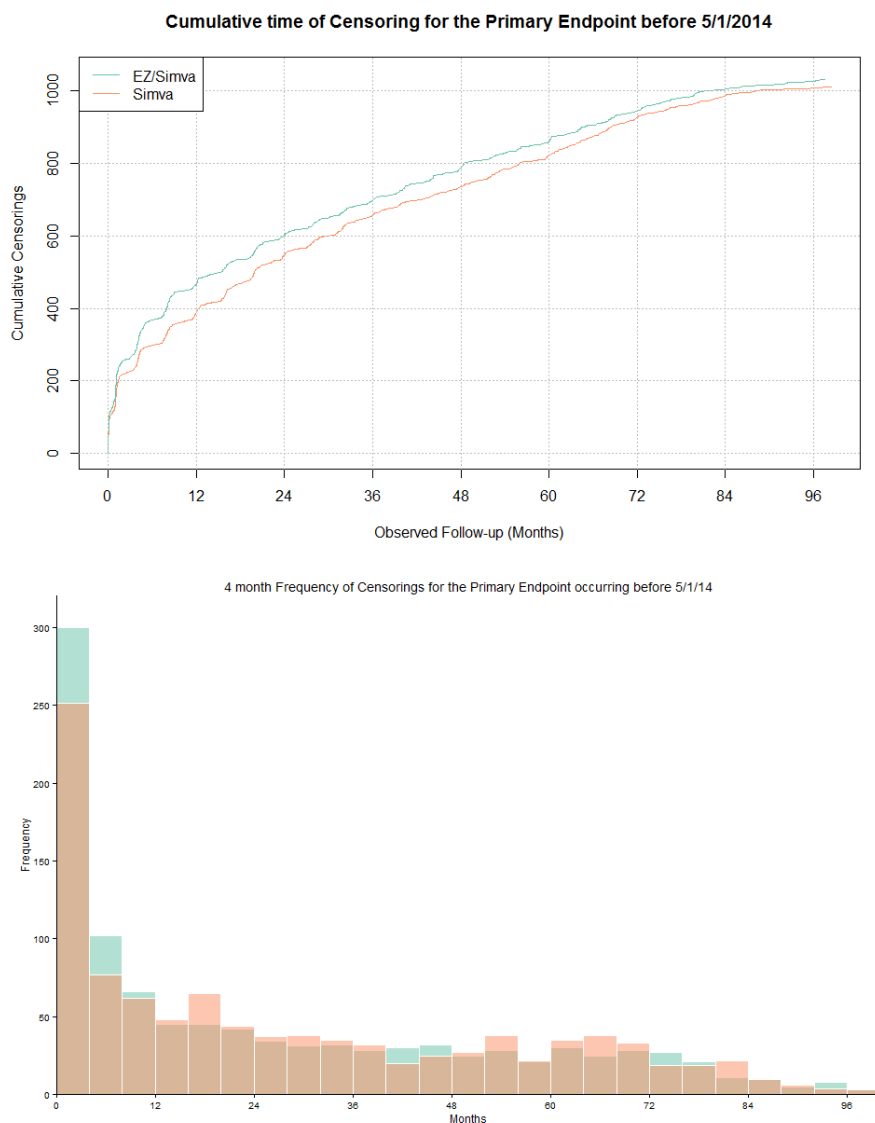 Cumulative time of Censoring for the Primary Endpoint before 5/1/2014
EZ/Simva
Simva
Cumulative Censorings
1000
800
600
400
200
0
0 12 24 36 48 60 72 84 96
Observed Follow-up (Months)
4 month Frequency of Censorings for the Primary Endpoint occurring before 5/1/14
Frequency
300
250
200
150
100
50
0
0 12 24 36 48 60 72 84 96
Months